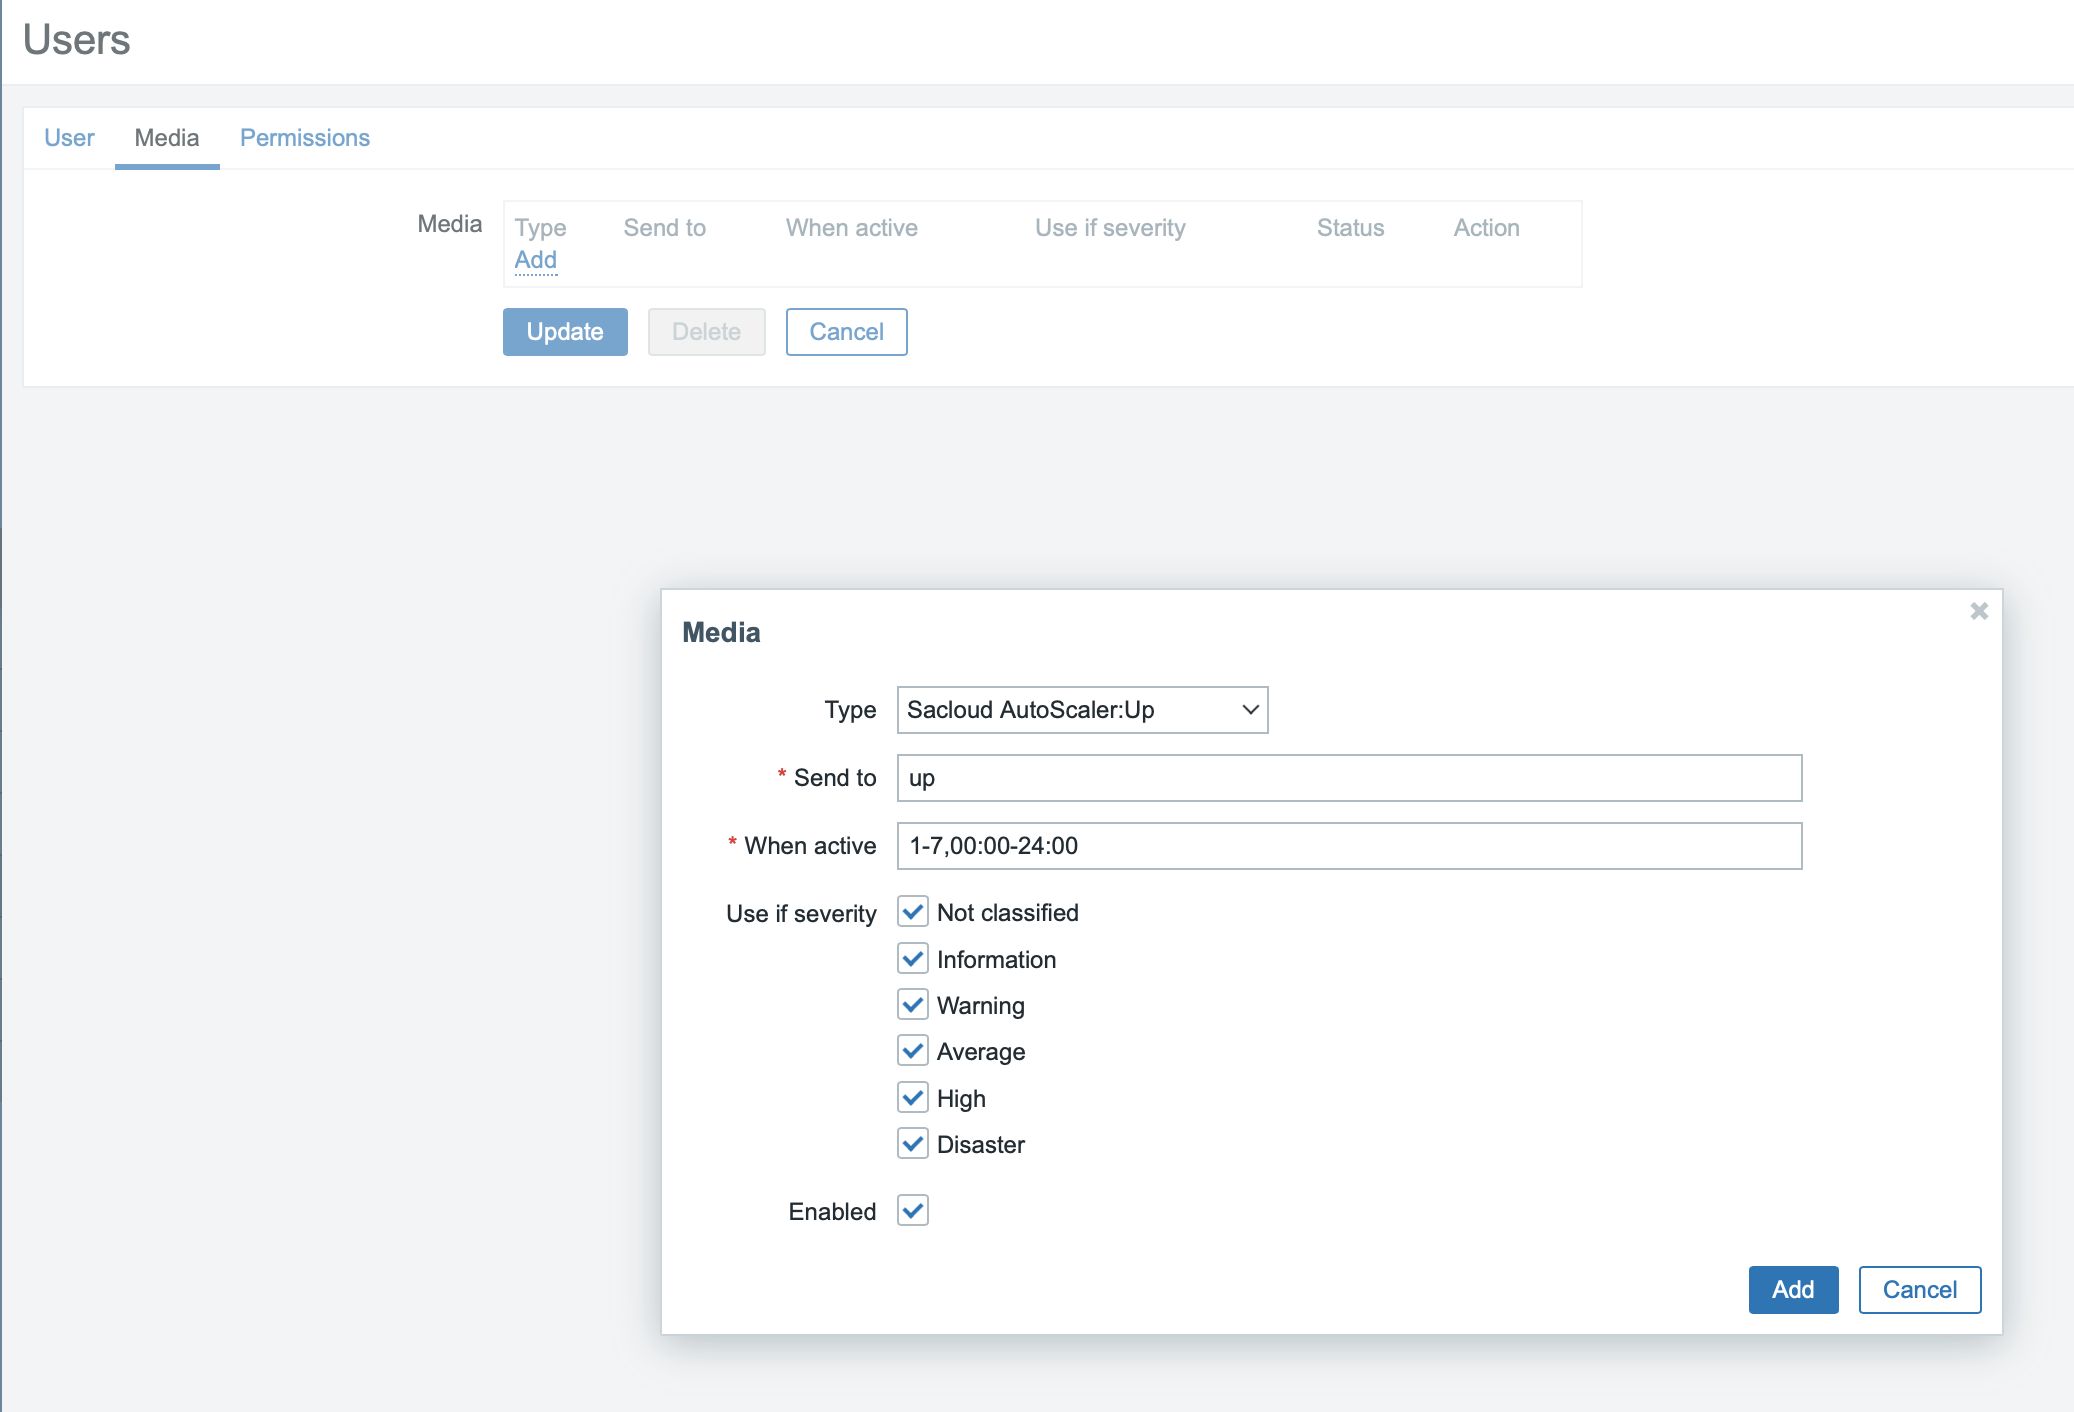 Users
User Media Permissions
Media Type Send to When active Use if severity Status Action
Add
Update Delete Cancel
Media
Type Sacloud AutoScaler:Up
* Send to up
* When active 1-7,00:00-24:00
Use if severity Not classified
Information
Warning
Average
High
Disaster
Enabled
Add Cancel